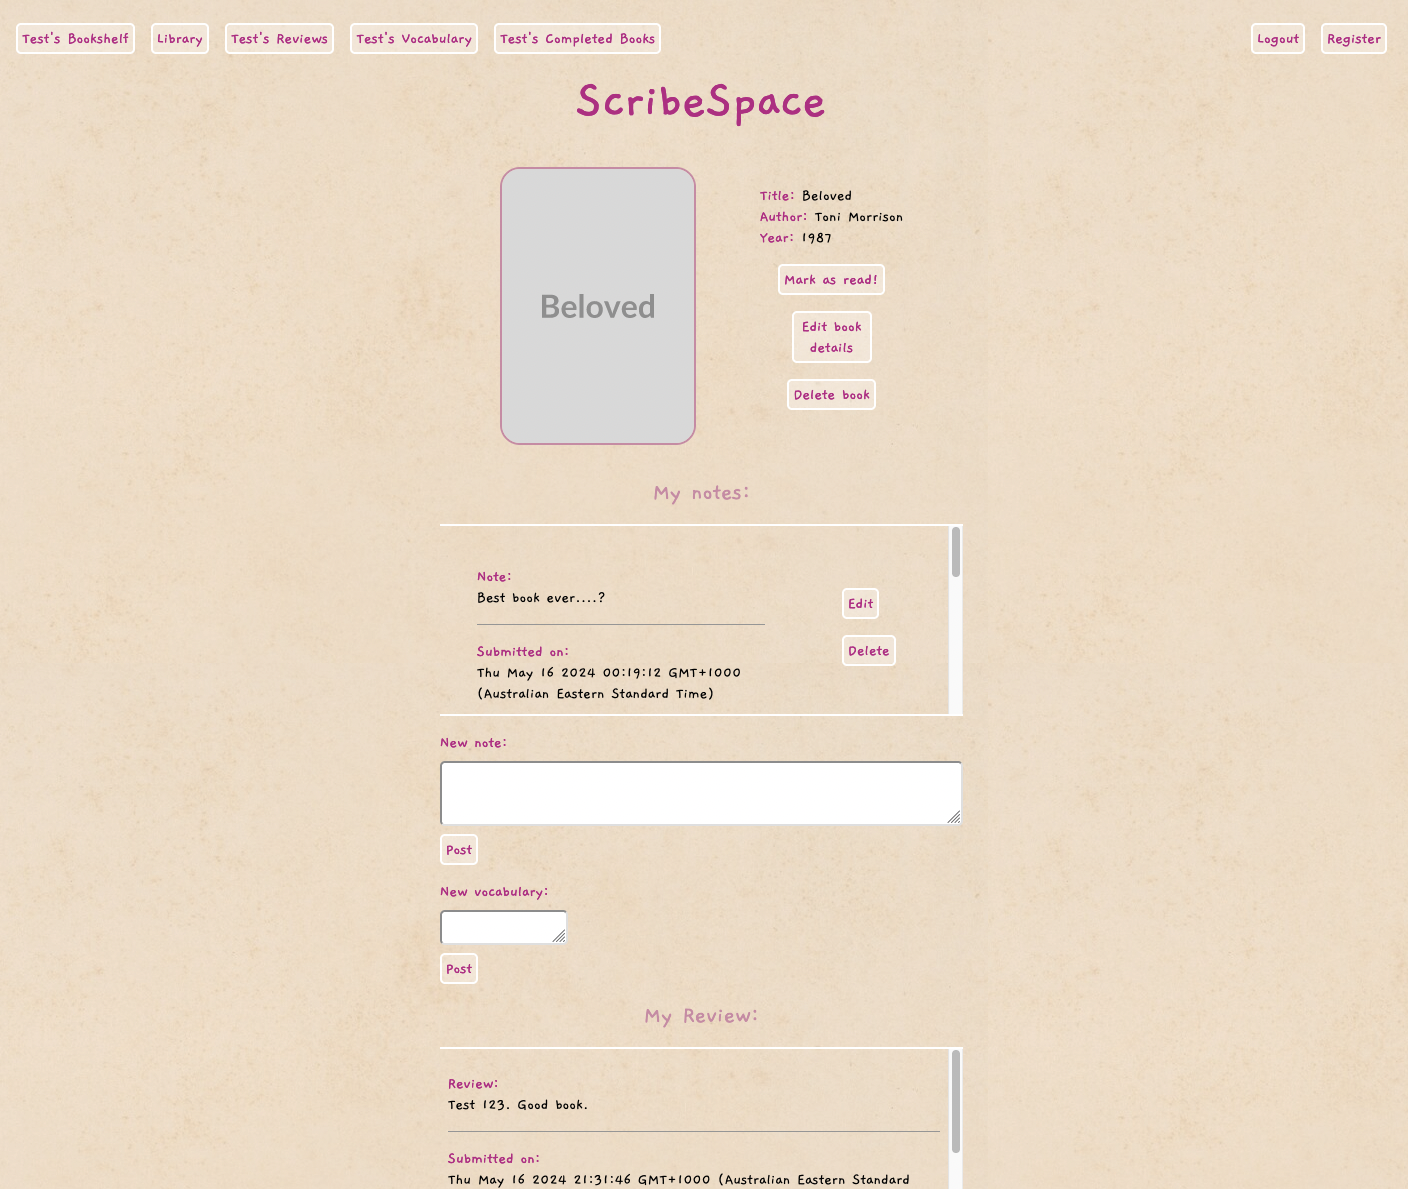 Test's Bookshelf Library Test's Reviews Test's Vocabulary Test's Completed Books Logout Register
ScribeSpace
Beloved
Title: Beloved
Author: Toni Morrison
Year: 1987
Mark as read!
Edit book
details
Delete book
My notes:
Note:
Best book ever....?
Edit
Submitted on:
Delete
Thu May 16 2024 00:19:12 GMT+1000
(Australian Eastern Standard Time)
New note:
Post
New vocabulary:
Post
My Review:
Review:
Test 123. Good book.
Submitted on:
Thu May 16 2024 21:31:46 GMT+1000 (Australian Eastern Standard